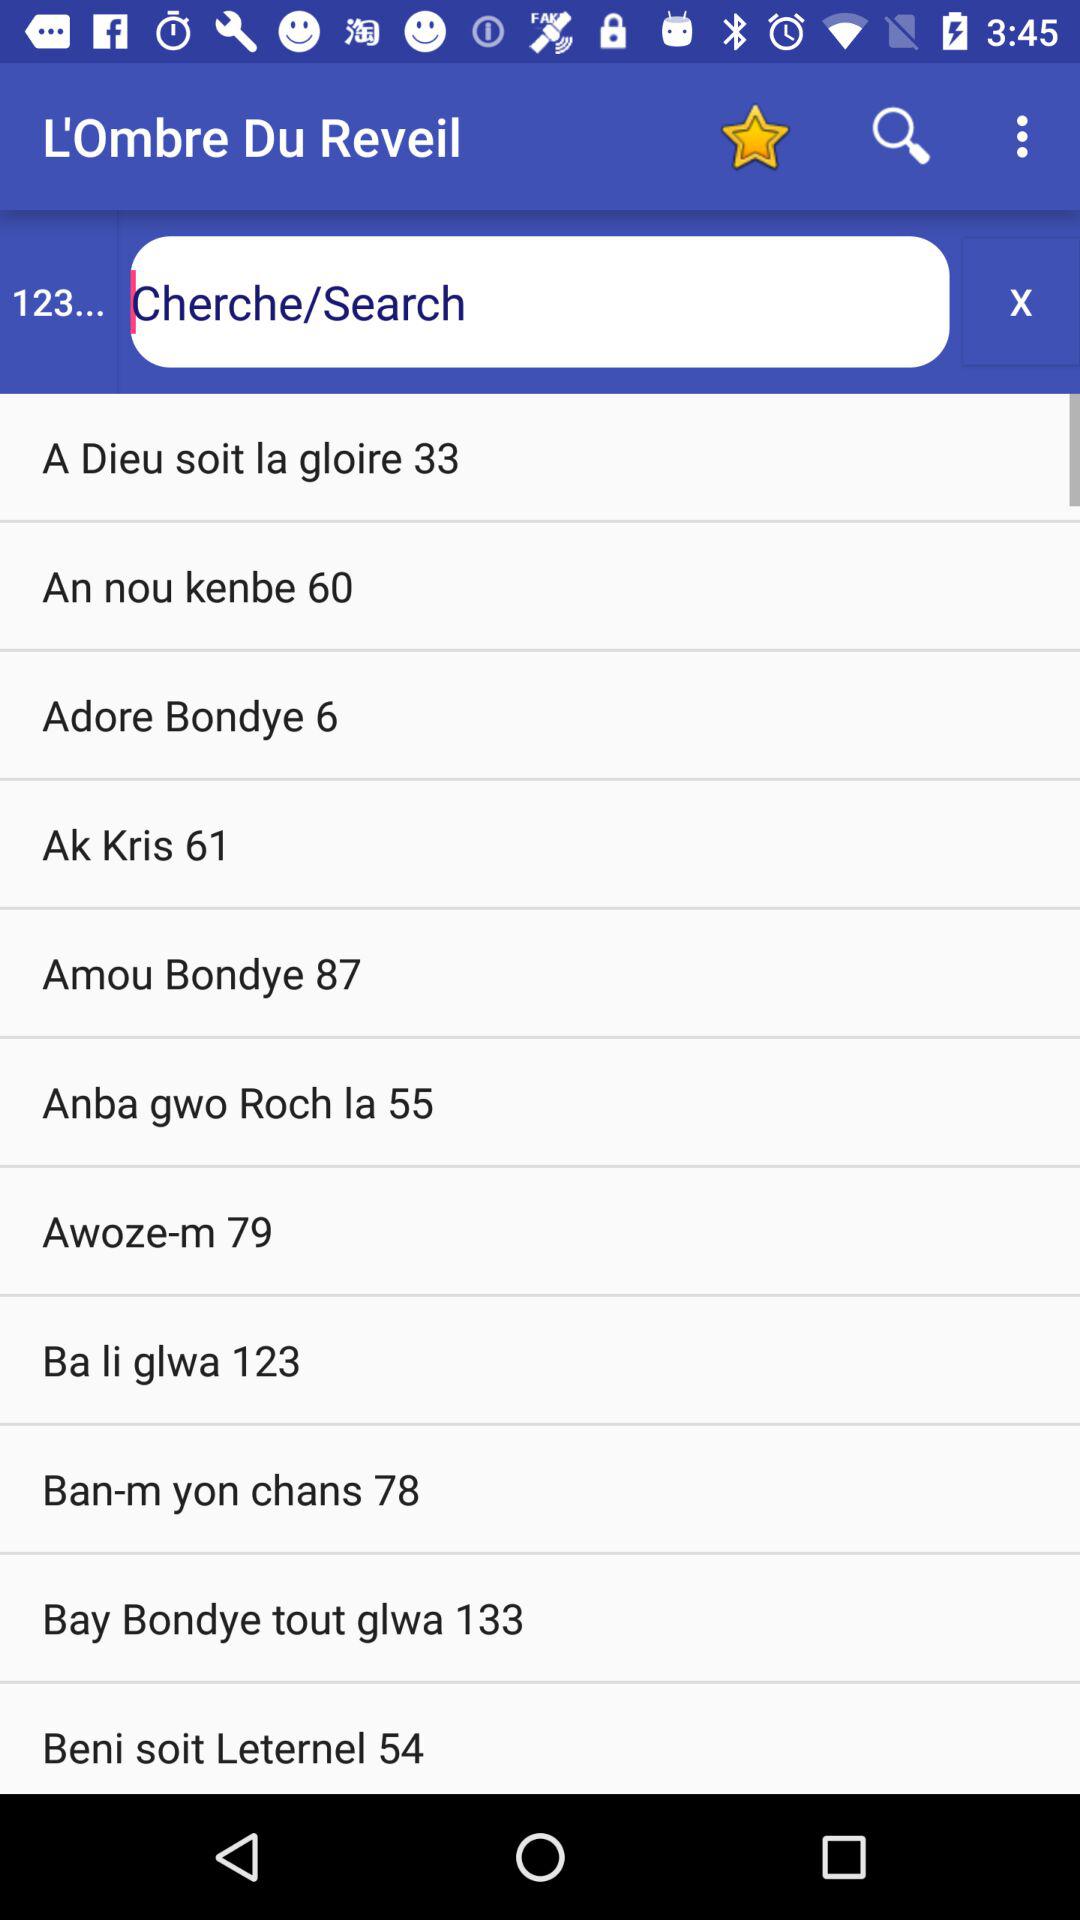 淘 FAK 3:45
L'Ombre Du Reveil
123... Cherche/Search X
A Dieu soit la gloire 33
An nou kenbe 60
Adore Bondye 6
Ak Kris 61
Amou Bondye 87
Anba gwo Roch la 55
Awoze-m 79
Ba li glwa 123
Ban-m yon chans 78
Bay Bondye tout glwa 133
Beni soit Leternel 54